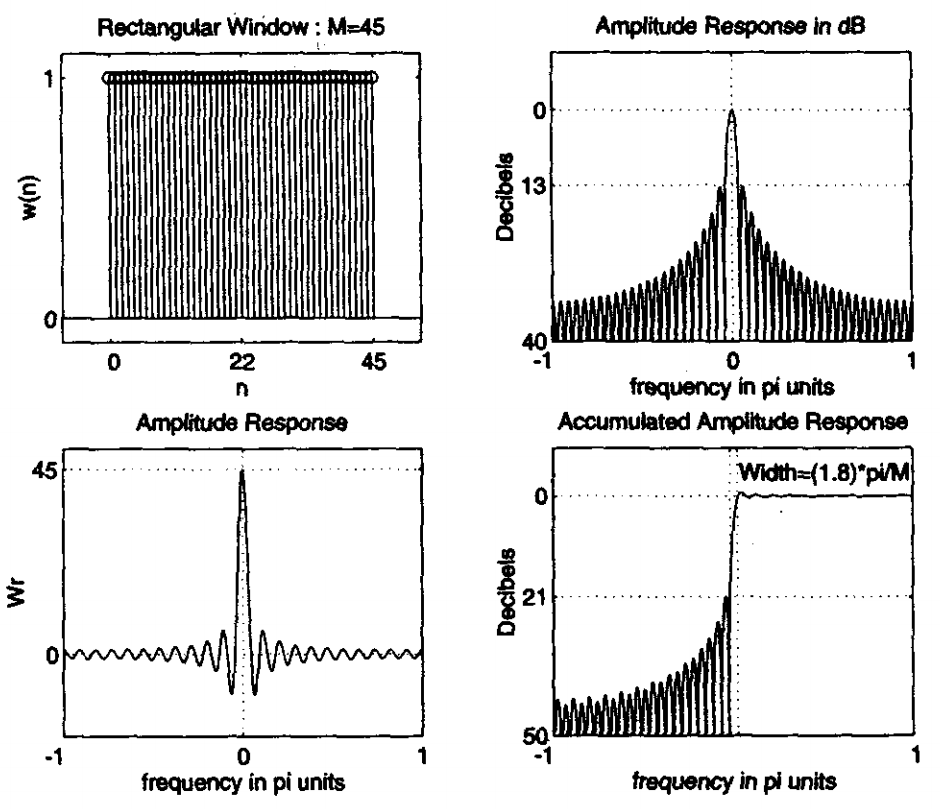 Rectangular Window : M=45
1
w(n)
0
0 22 45
n
Amplitude Response in dB
0
Decibels
13
40
-1 0 1
frequency in pi units
Amplitude Response
45
Wr
0
-1 0 1
frequency in pi units
Accumulated Amplitude Response
Width=(1.8)*pi/M
0
Decibels
21
50
-1 0 1
frequency in pi units